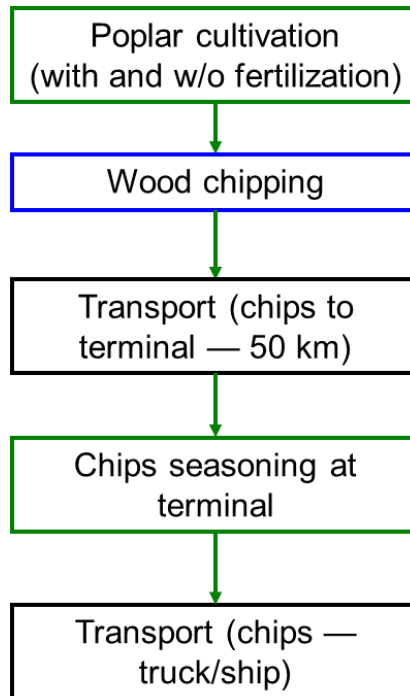 Poplar cultivation
(with and w/o fertilization)
Wood chipping
Transport (chips to
terminal — 50 km)
Chips seasoning at
terminal
Transport (chips —
truck/ship)